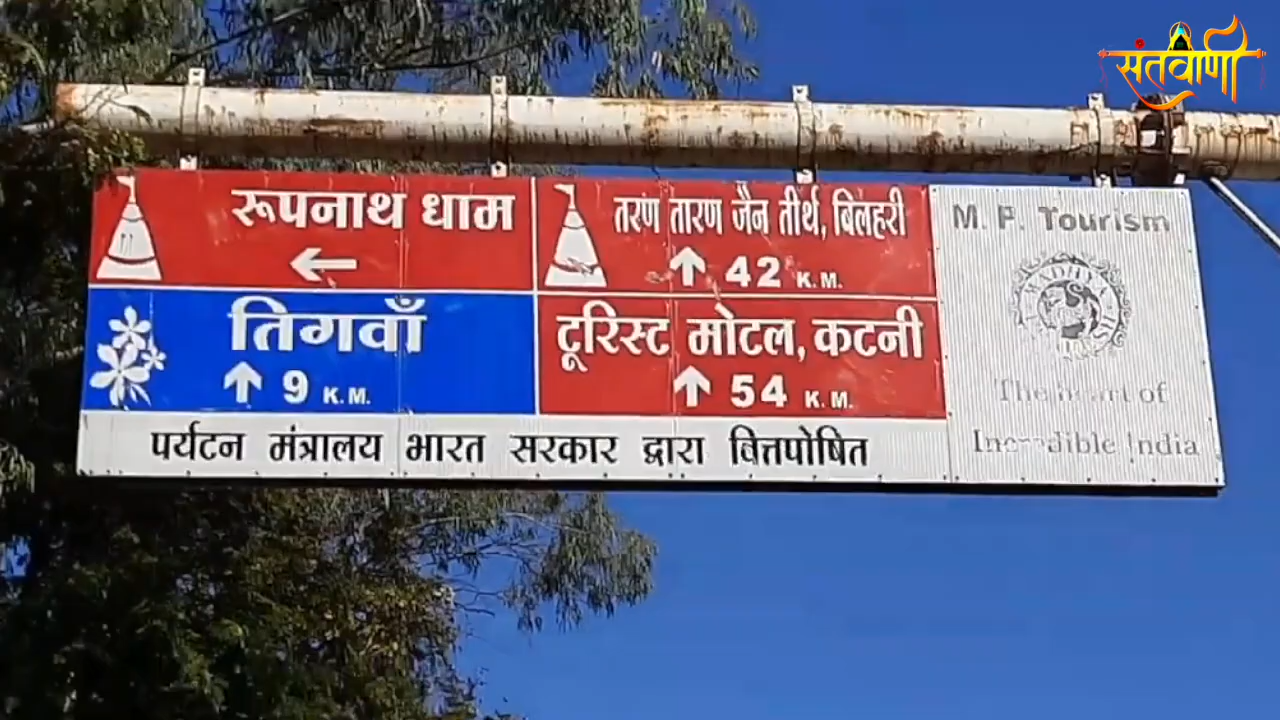 संतवाणी
रूपनाथ धाम
←
तरण तारण जैन तीर्थ, बिलहरी
↑ 42 K.M.
तिगवाँ
↑ 9 K.M.
टूरिस्ट मोटल, कटनी
↑ 54 K.M.
पर्यटन मंत्रालय भारत सरकार द्वारा वित्तपोषित
M. P. Tourism
The heart of
Incredible India